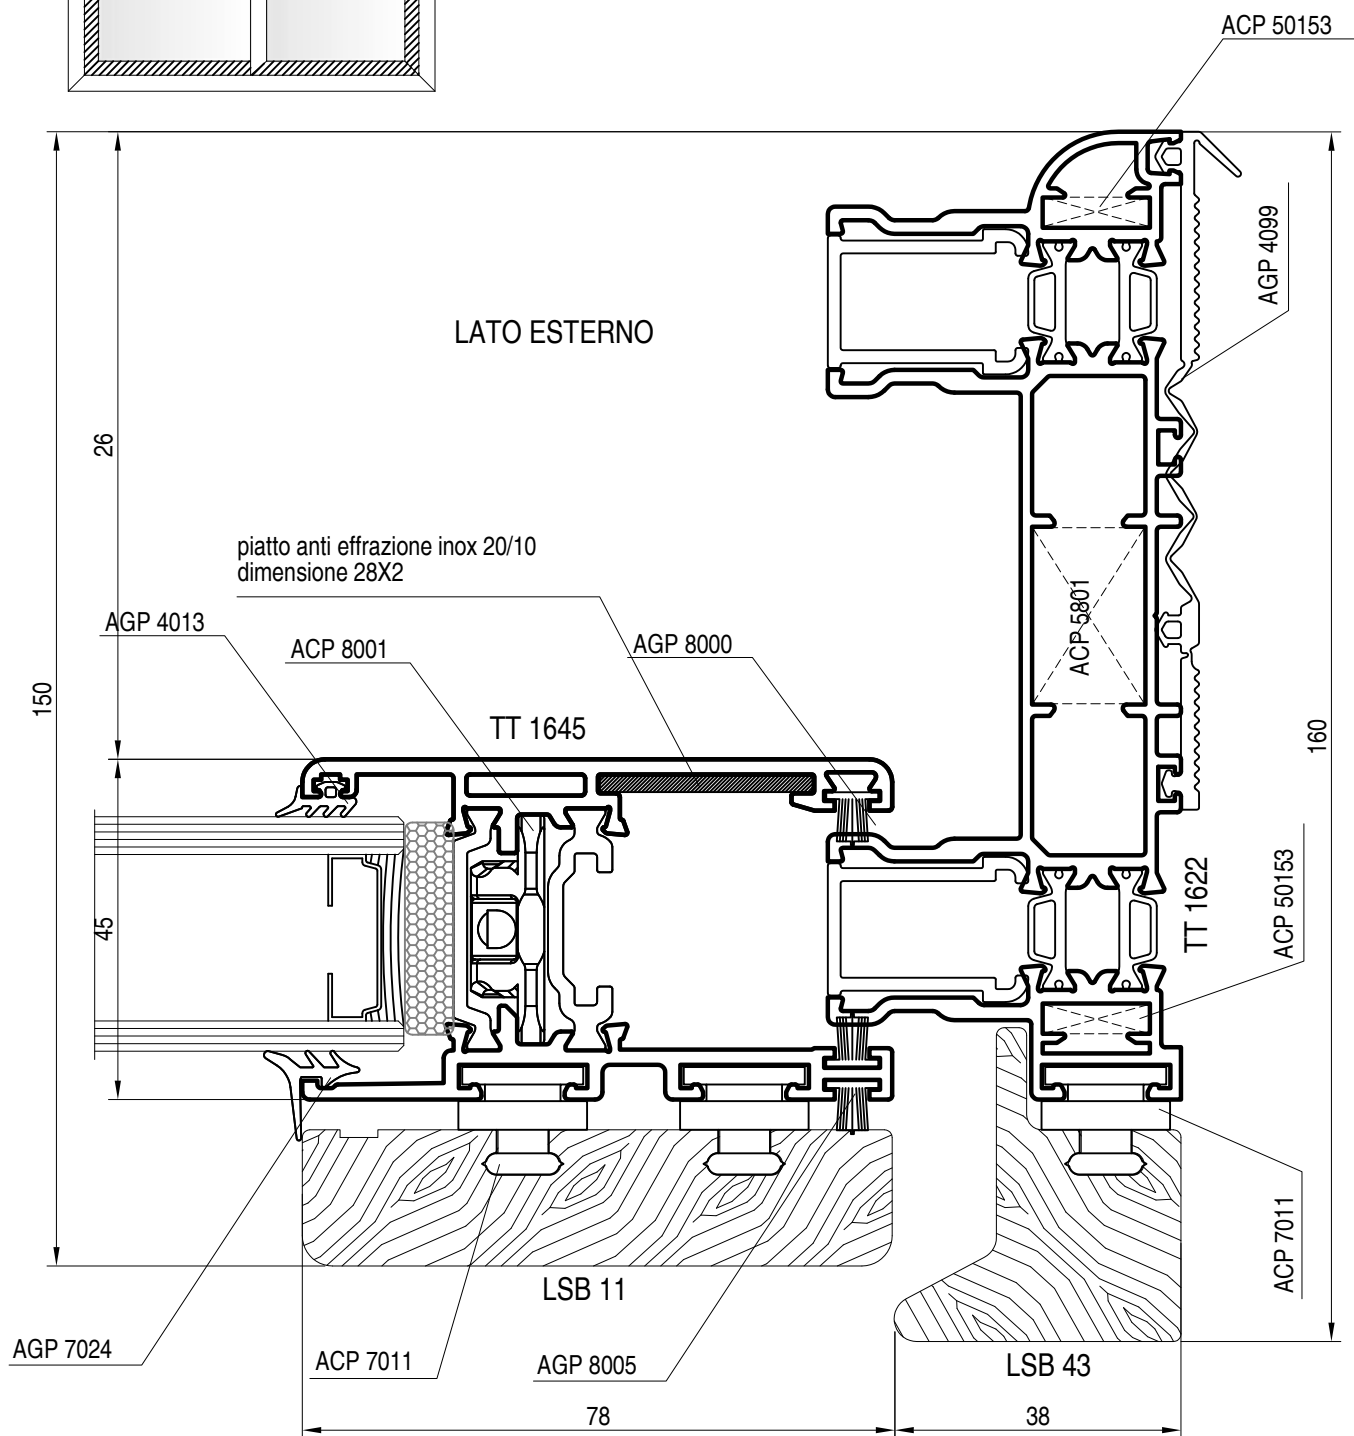 ACP 50153
AGP 4099
LATO ESTERNO
26
piatto anti effrazione inox 20/10
dimensione 28X2
AGP 4013
ACP 8001
AGP 8000
ACP 5801
150
TT 1645
160
45
TT 1622
ACP 50153
ACP 7011
LSB 11
AGP 7024
ACP 7011
AGP 8005
LSB 43
78
38